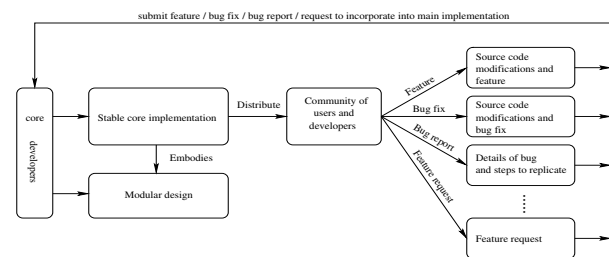 submit feature / bug fix / bug report / request to incorporate into main implementation
core
developers
Stable core implementation
Embodies
Modular design
Distribute
Community of
users and
developers
Feature
Bug fix
Bug report
Feature request
Source code
modifications and
feature
Source code
modifications and
bug fix
Details of bug
and steps to replicate
Feature request